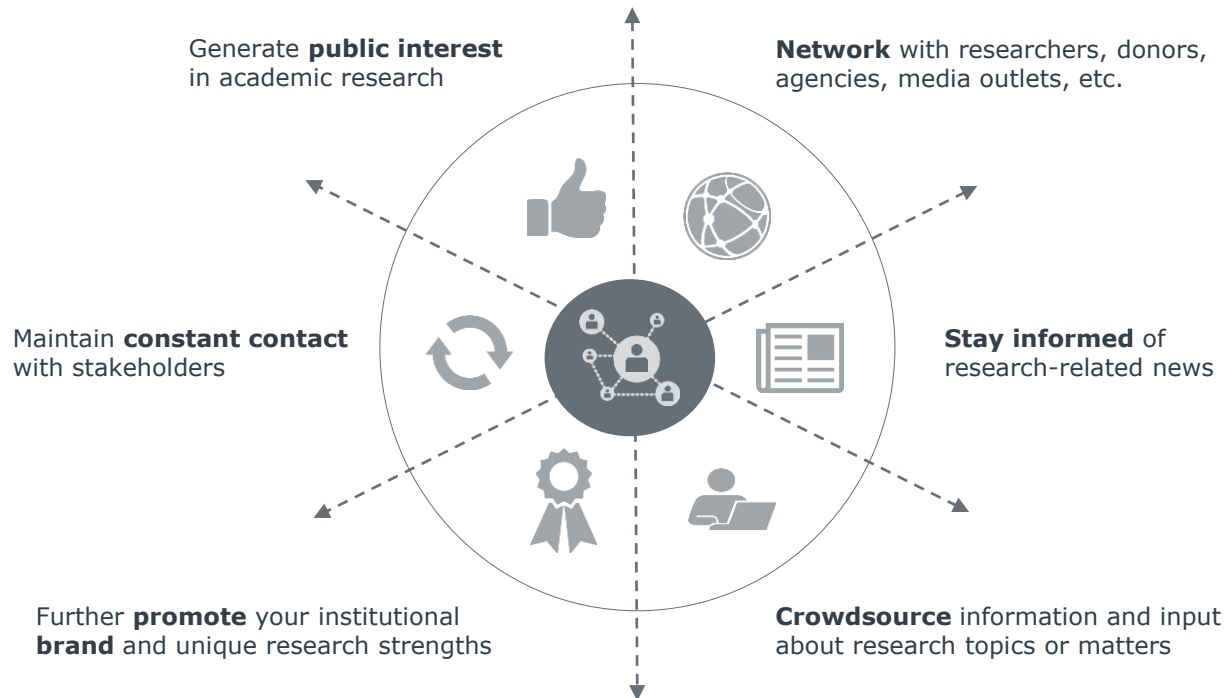 Generate public interest
in academic research
Network with researchers, donors,
agencies, media outlets, etc.
Maintain constant contact
with stakeholders
Stay informed of
research-related news
Further promote your institutional
brand and unique research strengths
Crowdsource information and input
about research topics or matters